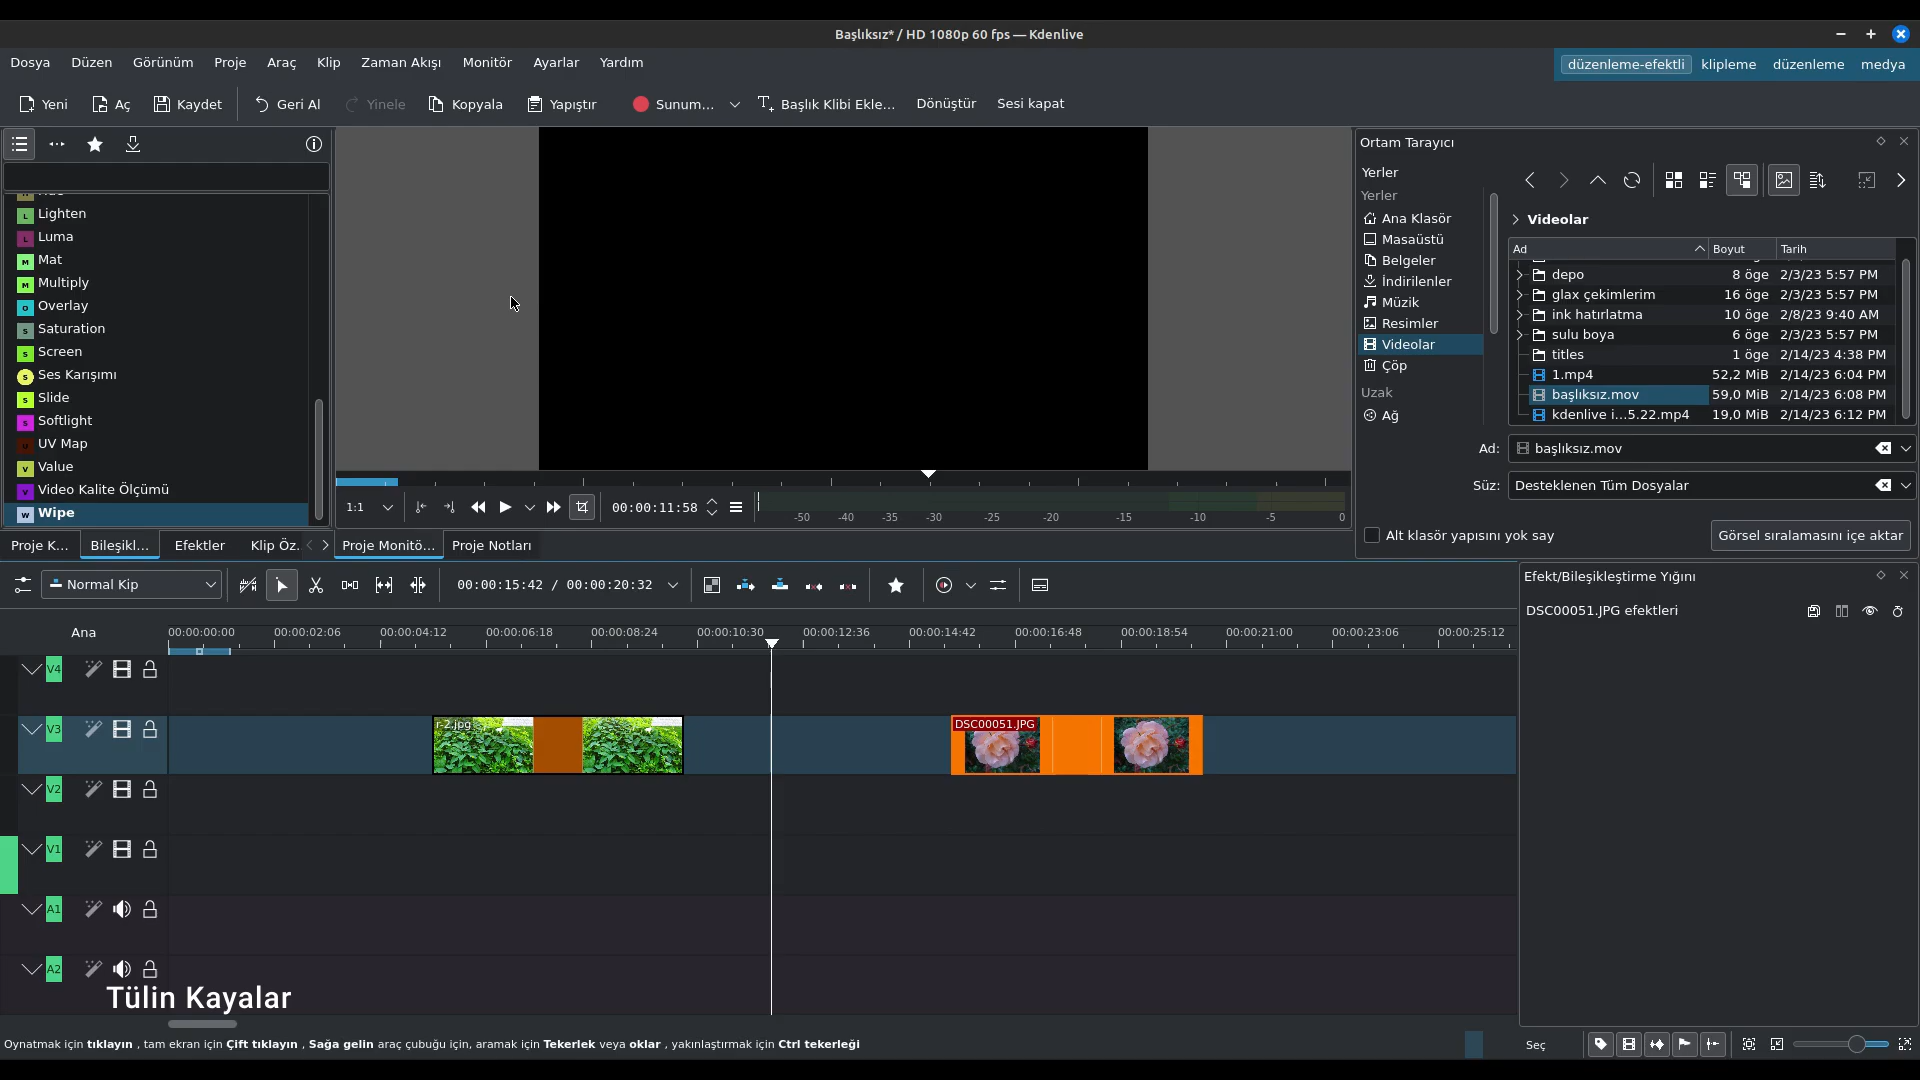 Başlıksız* / HD 1080p 60 fps — Kdenlive
Dosya Düzen Görünüm Proje Araç Klip Zaman Akışı Monitör Ayarlar Yardım
düzenleme-efektli klipleme düzenleme medya
Yeni Aç Kaydet Geri Al Yinele Kopyala Yapıştır Sunum... Başlık Klibi Ekle... Dönüştür Sesi kapat
Lighten
Luma
Mat
Multiply
Overlay
Saturation
Screen
Ses Karışımı
Slide
Softlight
UV Map
Value
Video Kalite Ölçümü
Wipe
Proje K... Bileşikl... Efektler Klip Öz.
1:1
00:00:11:58
-50 -40 -35 -30 -25 -20 -15 -10 -5 0
Proje Monitö... Proje Notları
Ortam Tarayıcı
Yerler
Yerler
Ana Klasör
Masaüstü
Belgeler
İndirilenler
Müzik
Resimler
Videolar
Çöp
Uzak
Ağ
Videolar
Ad Boyut Tarih
depo 8 öge 2/3/23 5:57 PM
glax çekimlerim 16 öge 2/3/23 5:57 PM
ink hatırlatma 10 öge 2/8/23 9:40 AM
sulu boya 6 öge 2/3/23 5:57 PM
titles 1 öge 2/14/23 4:38 PM
1.mp4 52,2 MiB 2/14/23 6:04 PM
başlıksız.mov 59,0 MiB 2/14/23 6:08 PM
kdenlive i...5.22.mp4 19,0 MiB 2/14/23 6:12 PM
Ad: başlıksız.mov
Süz: Desteklenen Tüm Dosyalar
Alt klasör yapısını yok say
Görsel sıralamasını içe aktar
Normal Kip
00:00:15:42 / 00:00:20:32
Ana
00:00:00:00 00:00:02:06 00:00:04:12 00:00:06:18 00:00:08:24 00:00:10:30 00:00:12:36 00:00:14:42 00:00:16:48 00:00:18:54 00:00:21:00 00:00:23:06 00:00:25:12
V4
V3
r-2.jpg
DSC00051.JPG
V2
V1
A1
A2
Tülin Kayalar
Efekt/Bileşikleştirme Yığını
DSC00051.JPG efektleri
Oynatmak için tıklayın , tam ekran için Çift tıklayın , Sağa gelin araç çubuğu için, aramak için Tekerlek veya oklar , yakınlaştırmak için Ctrl tekerleği
Seç